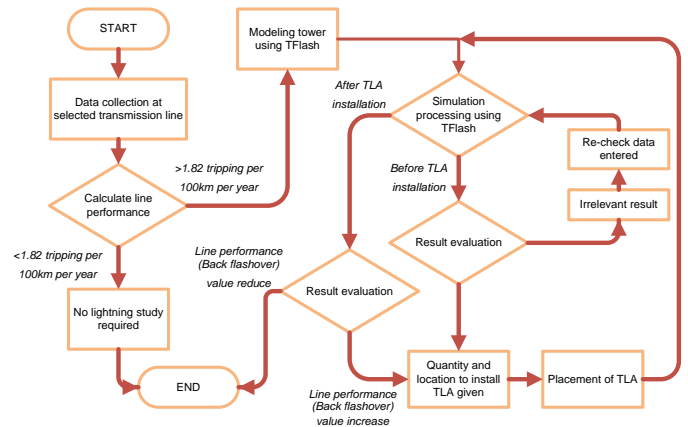 START
Data collection at
selected transmission line
Calculate line
performance
>1.82 tripping per
100km per year
<1.82 tripping per
100km per year
No lightning study
required
END
Modeling tower
using TFlash
After TLA
installation
Simulation
processing using
TFlash
Before TLA
installation
Re-check data
entered
Irrelevant result
Result evaluation
Line performance
(Back flashover)
value reduce
Result evaluation
Line performance
(Back flashover)
value increase
Quantity and
location to install
TLA given
Placement of TLA